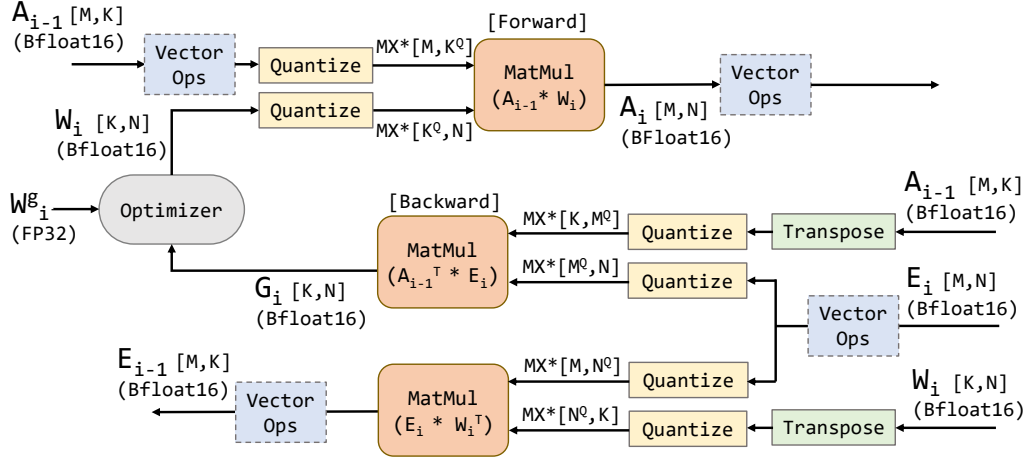 A_{i-1} [M,K]
(Bfloat16)
Vector
Ops
Quantize
MX*[M,K^Q]
[Forward]
MatMul
(A_{i-1}* W_i)
Vector
Ops
A_i [M,N]
(BFloat16)
Quantize
MX*[K^Q,N]
W_i [K,N]
(Bfloat16)
W^g_i
(FP32)
Optimizer
[Backward]
MatMul
(A_{i-1}^T * E_i)
MX*[K,M^Q]
Quantize
Transpose
A_{i-1} [M,K]
(Bfloat16)
MX*[M^Q,N]
Quantize
G_i [K,N]
(Bfloat16)
Vector
Ops
E_i [M,N]
(Bfloat16)
E_{i-1} [M,K]
(Bfloat16)
Vector
Ops
MatMul
(E_i * W_i^T)
MX*[M,N^Q]
Quantize
MX*[N^Q,K]
Quantize
Transpose
W_i [K,N]
(Bfloat16)